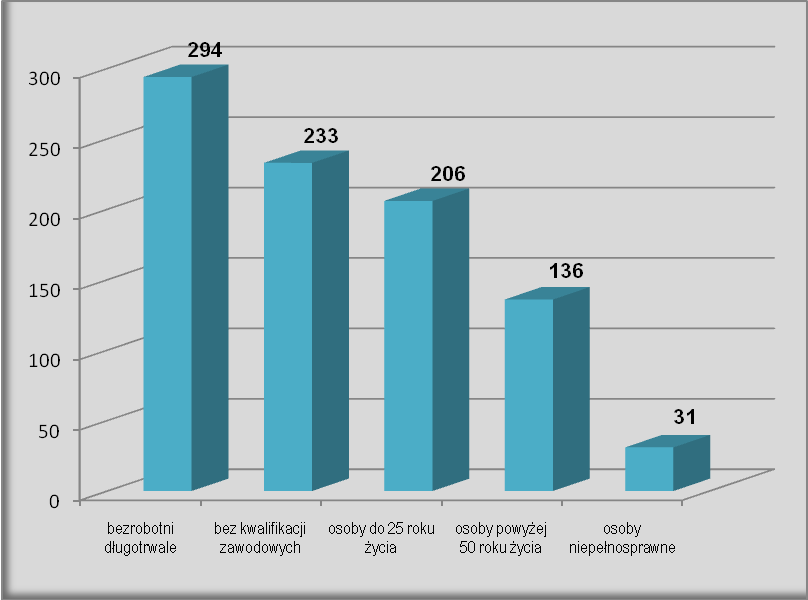 294
233
206
136
31
300
250
200
150
100
50
0
bezrobotni
długotrwale
bez kwalifikacji
zawodowych
osoby do 25 roku
życia
osoby powyżej
50 roku życia
osoby
niepełnosprawne